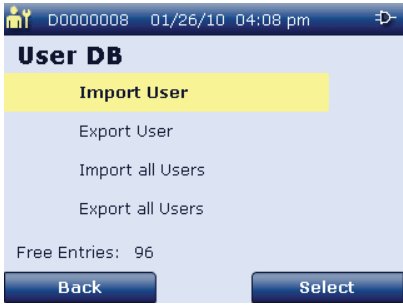 D0000008 01/26/10 04:08 pm
User DB
Import User
Export User
Import all Users
Export all Users
Free Entries: 96
Back Select